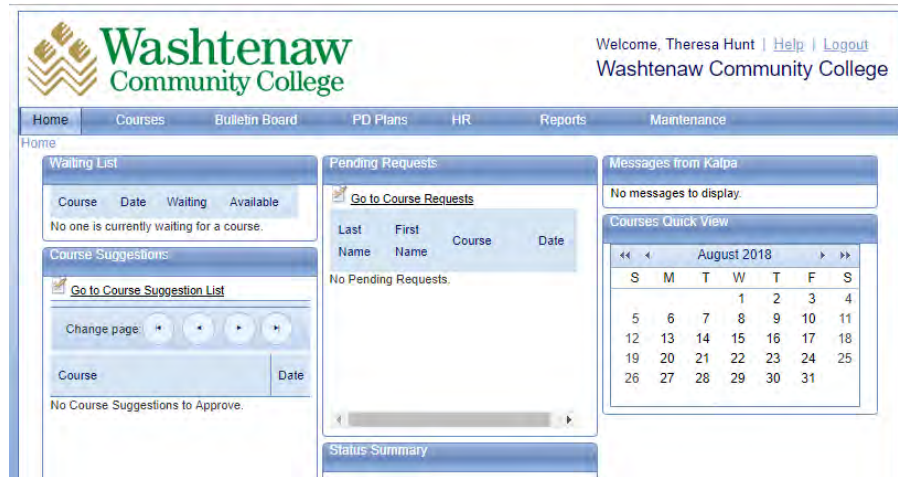 Washtenaw
Community College
Welcome, Theresa Hunt | Help | Logout
Washtenaw Community College
Home Courses Bulletin Board PD Plans HR Reports Maintenance
Home
Waiting List
Course Date Waiting Available
No one is currently waiting for a course.
Course Suggestions
Go to Course Suggestion List
Change page:
Course Date
No Course Suggestions to Approve.
Pending Requests
Go to Course Requests
Last Name First Name Course Date
No Pending Requests.
Status Summary
Messages from Kalpa
No messages to display.
Courses Quick View
August 2018
S M T W T F S
1 2 3 4
5 6 7 8 9 10 11
12 13 14 15 16 17 18
19 20 21 22 23 24 25
26 27 28 29 30 31